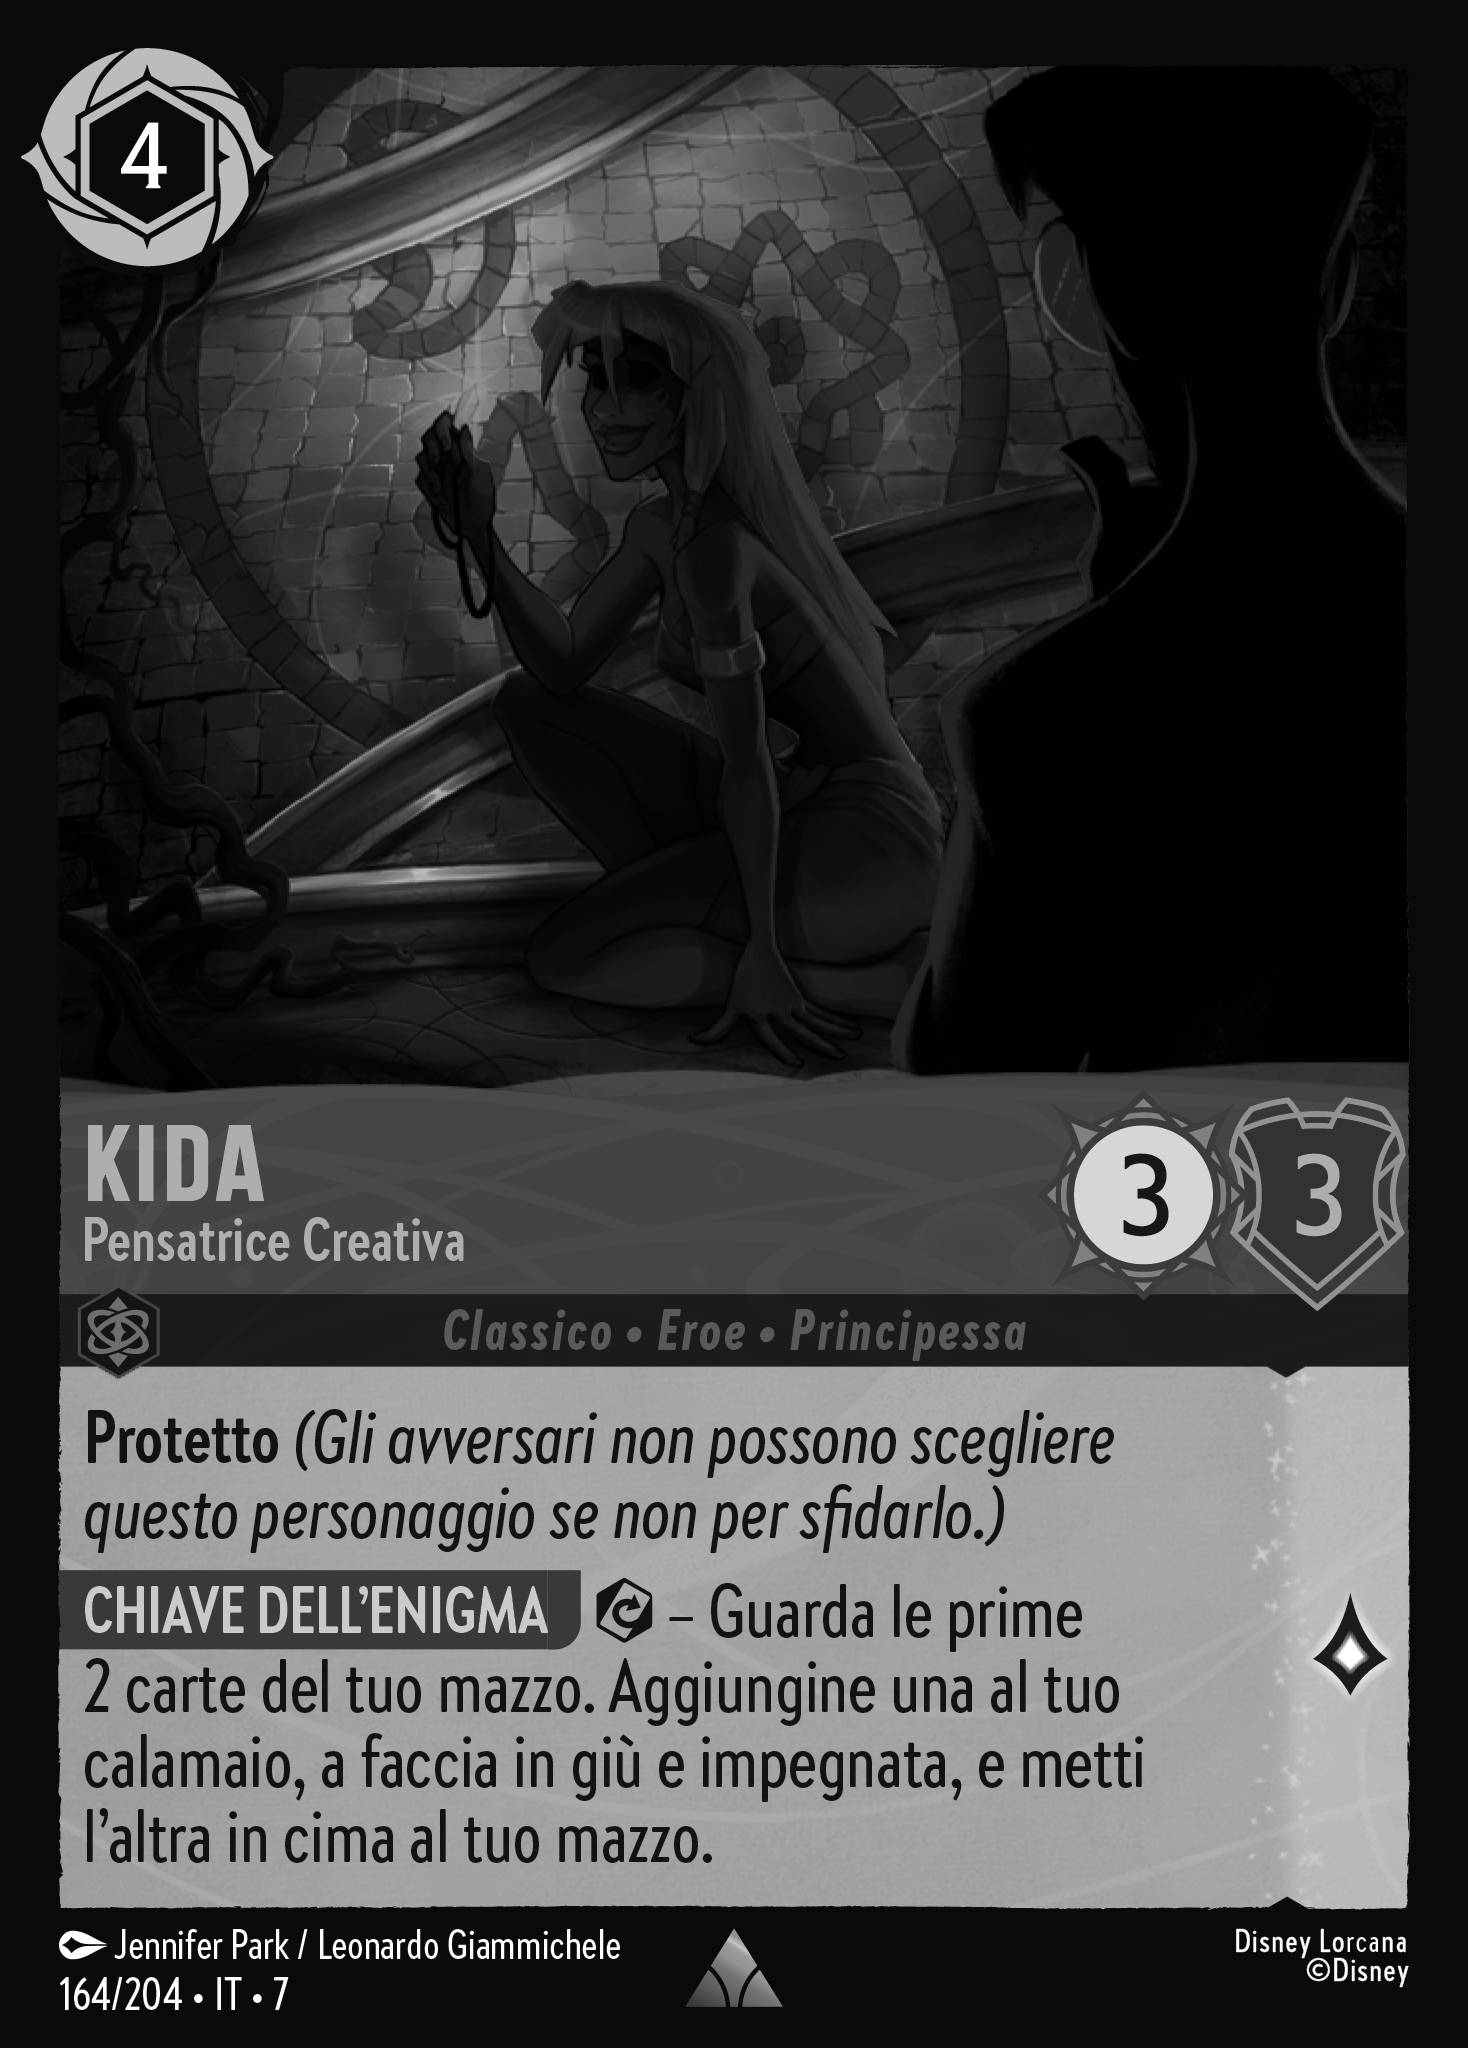 4
KIDA
Pensatrice Creativa
3 3
Classico • Eroe • Principessa
Protetto (Gli avversari non possono scegliere
questo personaggio se non per sfidarlo.)
CHIAVE DELL'ENIGMA – Guarda le prime
2 carte del tuo mazzo. Aggiungine una al tuo
calamaio, a faccia in giù e impegnata, e metti
l'altra in cima al tuo mazzo.
Jennifer Park / Leonardo Giammichele
164/204 • IT • 7
Disney Lorcana
©Disney